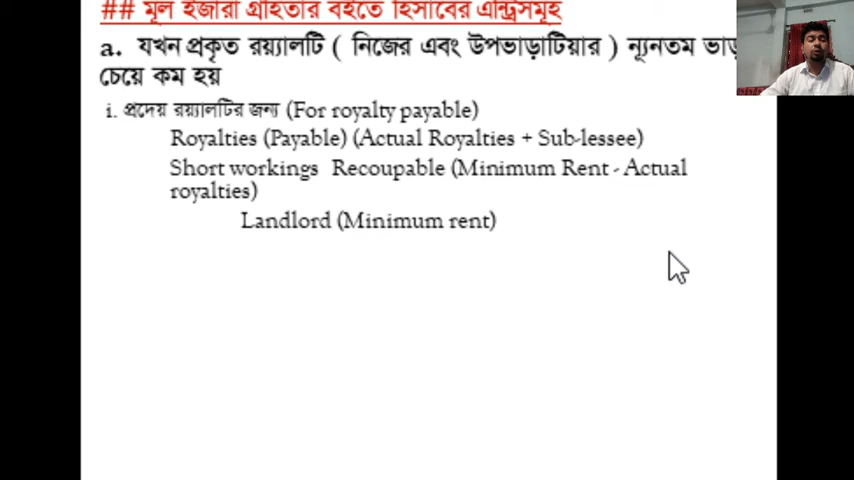 ## মূল ইজারা গ্রহিতার বইতে হিসাবের এন্ট্রিসমূহ
a. যখন প্রকৃত রয়্যালটি ( নিজের এবং উপভাড়াটিয়ার ) ন্যূনতম
চেয়ে কম হয়
i. প্রদেয় রয়্যালটির জন্য (For royalty payable)
Royalties (Payable) (Actual Royalties + Sub-lessee)
Short workings Recoupable (Minimum Rent - Actual
royalties)
Landlord (Minimum rent)